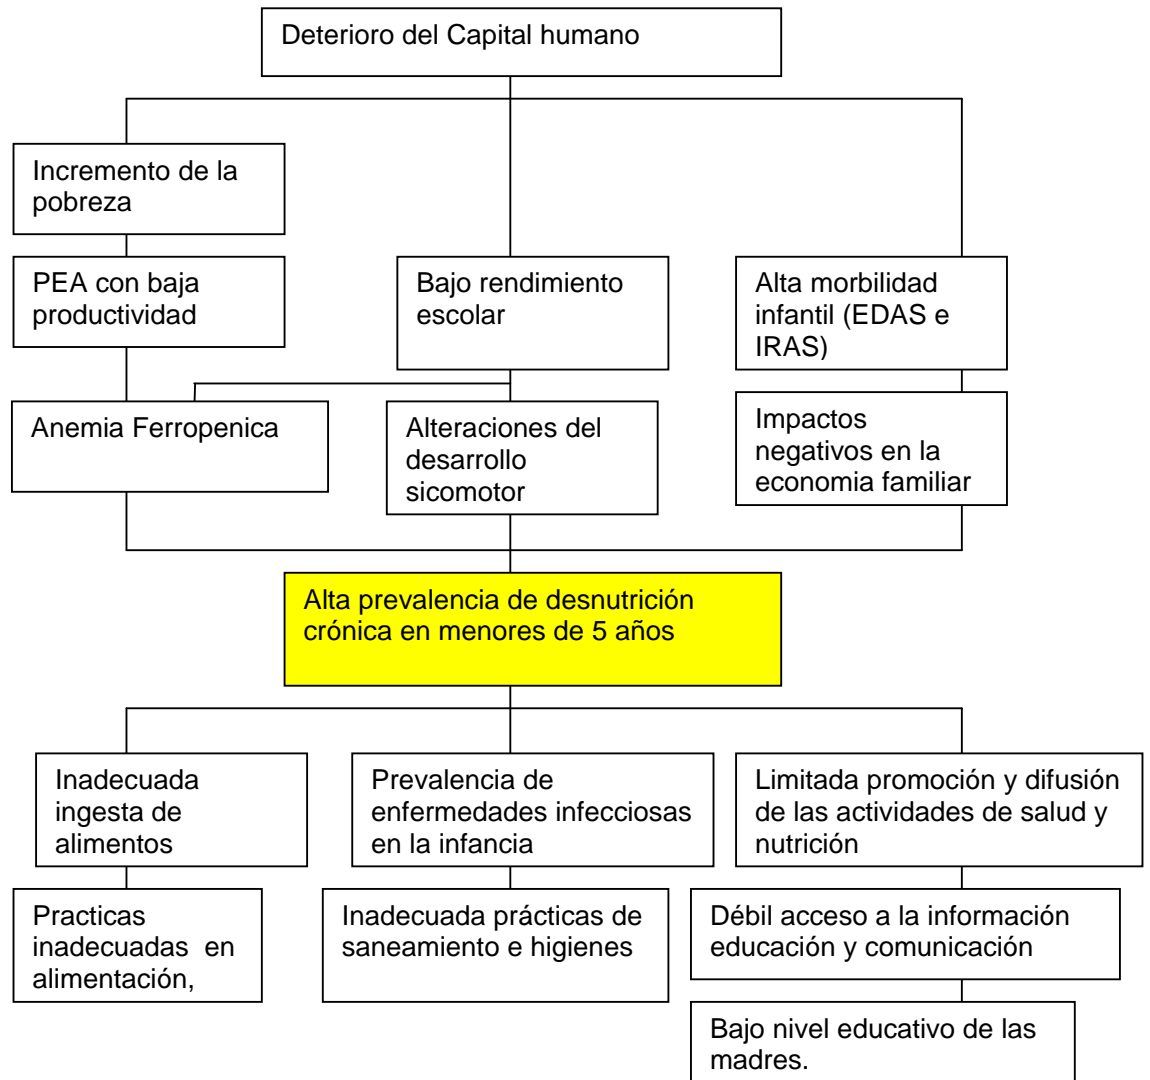 Deterioro del Capital humano
Incremento de la
pobreza
PEA con baja
productividad
Bajo rendimiento
escolar
Alta morbilidad
infantil (EDAS e
IRAS)
Anemia Ferropenica
Alteraciones del
desarrollo
sicomotor
Impactos
negativos en la
economia familiar
Alta prevalencia de desnutrición
crónica en menores de 5 años
Inadecuada
ingesta de
alimentos
Prevalencia de
enfermedades infecciosas
en la infancia
Limitada promoción y difusión
de las actividades de salud y
nutrición
Practicas
inadecuadas en
alimentación,
Inadecuada prácticas de
saneamiento e higienes
Débil acceso a la información
educación y comunicación
Bajo nivel educativo de las
madres.